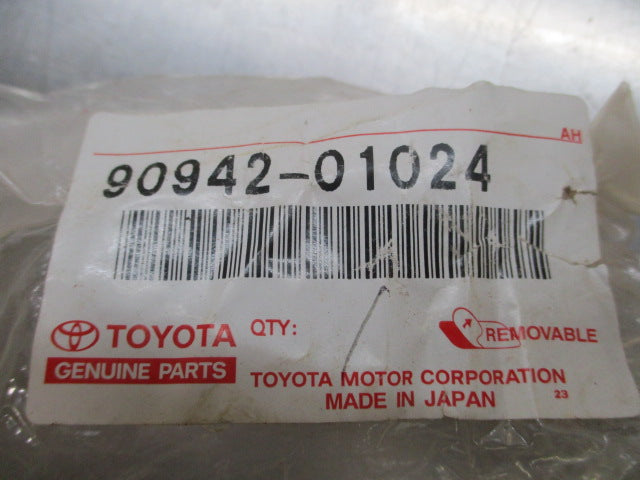 AH
90942-01024
TOYOTA QTY:
REMOVABLE
GENUINE PARTS
TOYOTA MOTOR CORPORATION
MADE IN JAPAN 23